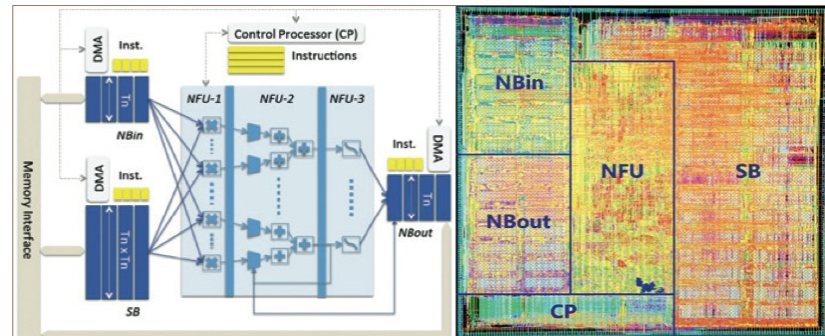 Control Processor (CP)
Instructions
DMA
Inst.
Tn
NBin
DMA
Inst.
Tn x Tn
SB
Memory Interface
NFU-1
NFU-2
NFU-3
Inst.
DMA
Tn
NBout
NBin
NFU
SB
NBout
CP